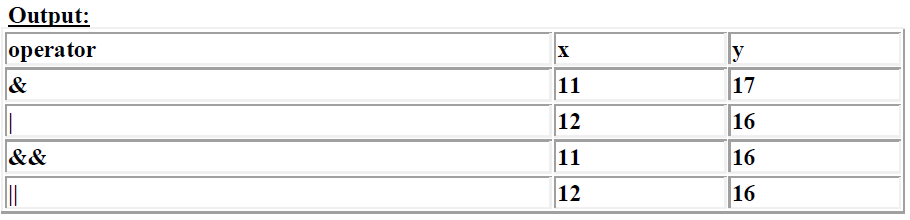 Output:
operator x y
& 11 17
| 12 16
&& 11 16
|| 12 16